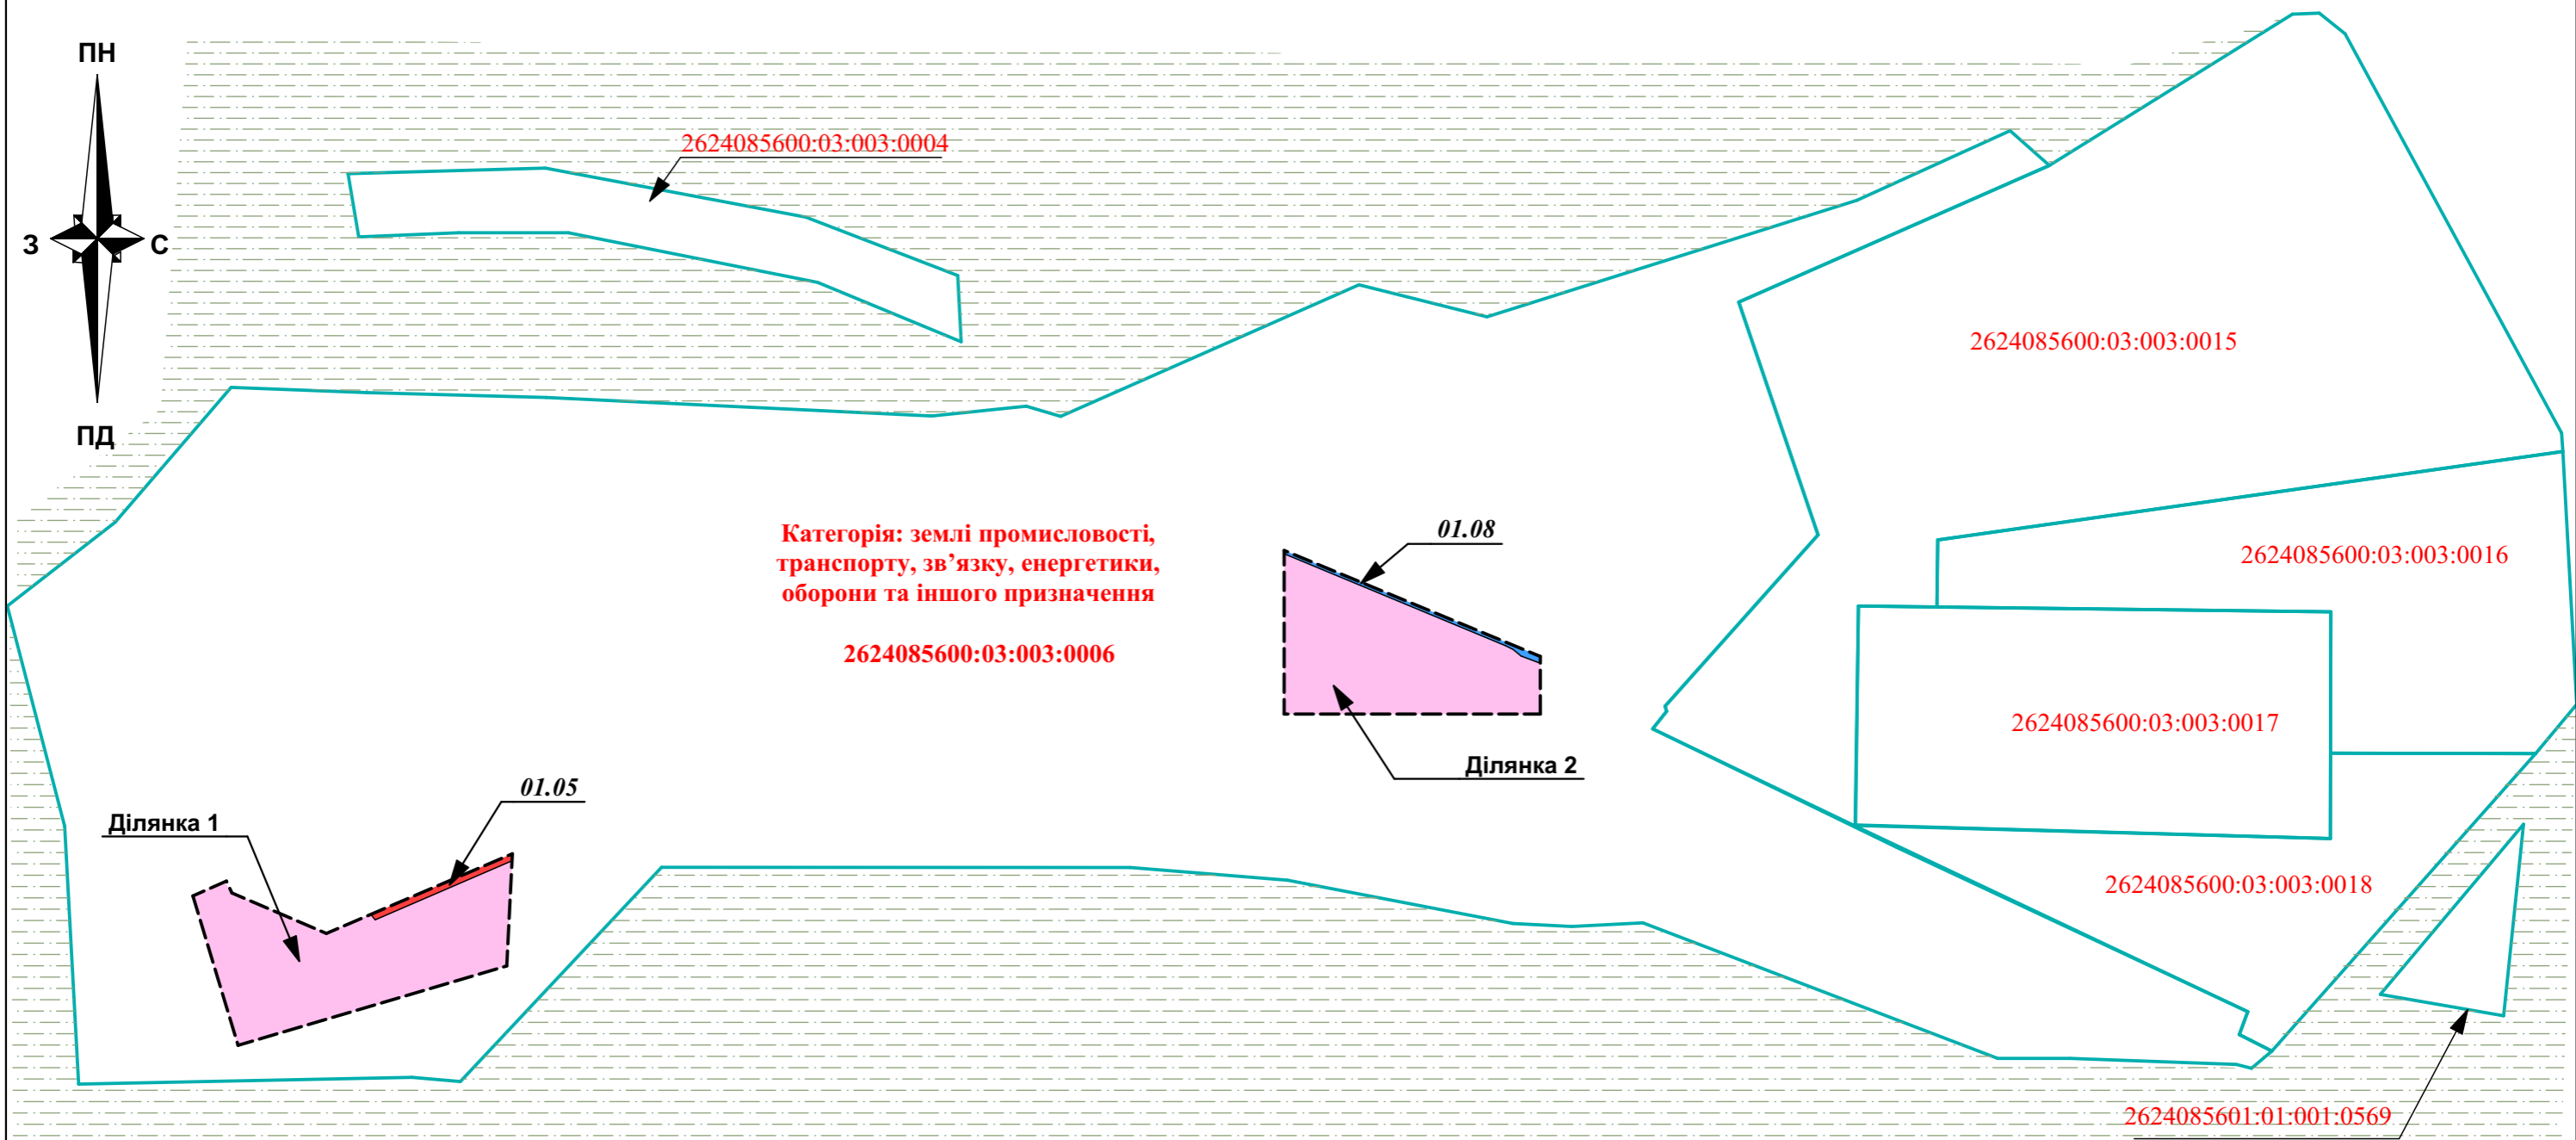 ПН
2624085600:03:003:0004
З
С
2624085600:03:003:0015
ПД
Категорія: землі промисловості,
транспорту, зв’язку, енергетики,
оборони та іншого призначення
2624085600:03:003:0006
01.08
2624085600:03:003:0016
2624085600:03:003:0017
Ділянка 2
01.05
Ділянка 1
2624085600:03:003:0018
2624085601:01:001:0569